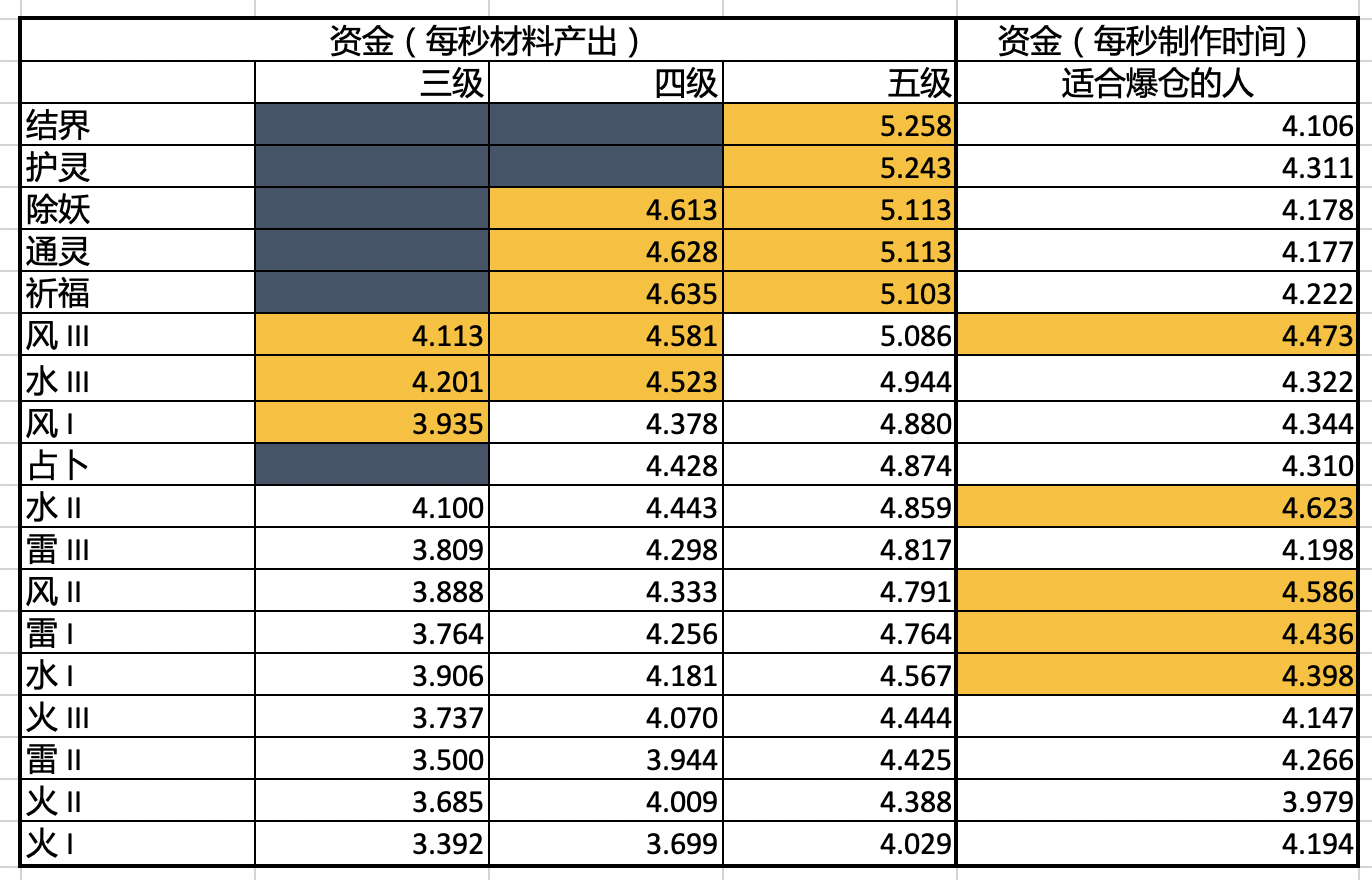 资金（每秒材料产出） 资金（每秒制作时间）
三级 四级 五级 适合爆仓的人
结界 5.258 4.106
护灵 5.243 4.311
除妖 4.613 5.113 4.178
通灵 4.628 5.113 4.177
祈福 4.635 5.103 4.222
风 III 4.113 4.581 5.086 4.473
水 III 4.201 4.523 4.944 4.322
风 I 3.935 4.378 4.880 4.344
占卜 4.428 4.874 4.310
水 II 4.100 4.443 4.859 4.623
雷 III 3.809 4.298 4.817 4.198
风 II 3.888 4.333 4.791 4.586
雷 I 3.764 4.256 4.764 4.436
水 I 3.906 4.181 4.567 4.398
火 III 3.737 4.070 4.444 4.147
雷 II 3.500 3.944 4.425 4.266
火 II 3.685 4.009 4.388 3.979
火 I 3.392 3.699 4.029 4.194